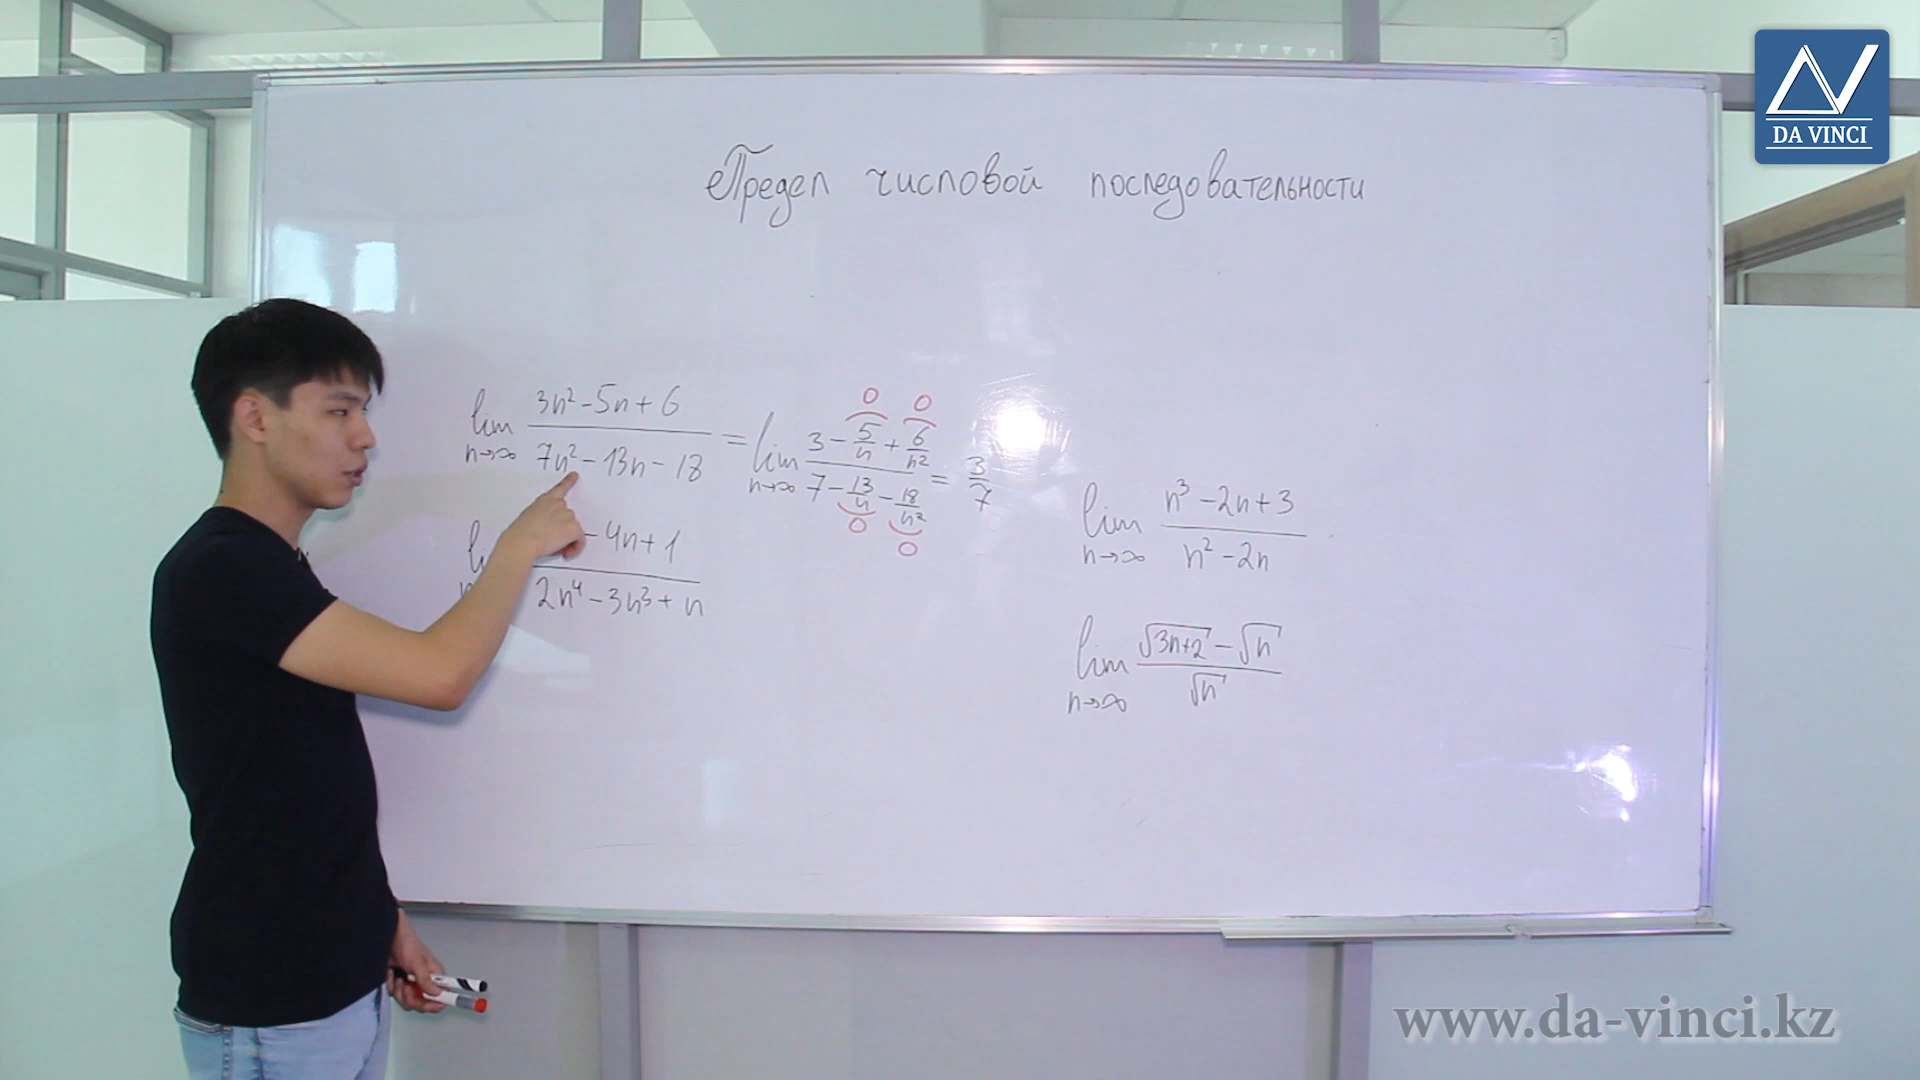 DA VINCI
Предел числовой последовательности
lim n→∞ (3n² - 5n + 6)/(7n² - 13n - 18) = lim n→∞ (3 - 5/n + 6/n²)/(7 - 13/n - 18/n²) = 3/7
0 0
0 0
- 4n + 1
2n⁴ - 3n³ + n
lim n→∞ (n³ - 2n + 3)/(n² - 2n)
lim n→∞ (√(3n+2) - √n)/√n
www.da-vinci.kz